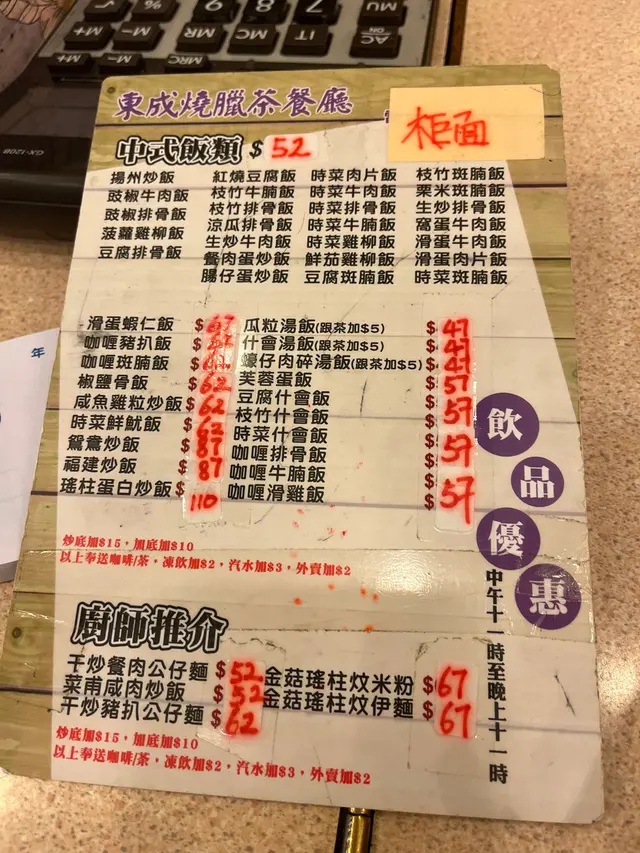 MU
AC
ON
√
%
M+
M-
MR
MC
IT
MRC
GX-120B
年
東成燒臘茶餐廳
柜面
中式飯類 $ 52
揚州炒飯 紅燒豆腐飯 時菜肉片飯 枝竹斑腩飯
豉椒牛肉飯 枝竹牛腩飯 時菜牛肉飯 栗米斑腩飯
豉椒排骨飯 枝竹排骨飯 時菜排骨飯 生炒排骨飯
菠蘿雞柳飯 涼瓜排骨飯 時菜牛腩飯 窩蛋牛肉飯
豆腐排骨飯 生炒牛肉飯 時菜雞柳飯 滑蛋牛肉飯
餐肉蛋炒飯 鮮茄雞柳飯 滑蛋肉片飯
腸仔蛋炒飯 豆腐斑腩飯 時菜斑腩飯
滑蛋蝦仁飯 $ 瓜粒湯飯(跟茶加$5) $47
咖喱豬扒飯 $ 什會湯飯(跟茶加$5) $47
咖喱斑腩飯 $ 蠔仔肉碎湯飯(跟茶加$5) $47
椒鹽骨飯 $62 芙蓉蛋飯 $57
咸魚雞粒炒飯 $62 豆腐什會飯 $57
時菜鮮魷飯 $62 枝竹什會飯
鴛鴦炒飯 $87 時菜什會飯 $57
福建炒飯 $87 咖喱排骨飯
瑤柱蛋白炒飯 $110 咖喱牛腩飯 $57
咖喱滑雞飯
炒底加$15，加底加$10
以上奉送咖啡/茶，凍飲加$2，汽水加$3，外賣加$2
飲品優惠
中午十一時至晚上十一時
廚師推介
干炒餐肉公仔麵 $52 金菇瑤柱炆米粉 $67
菜甫咸肉炒飯 $52 金菇瑤柱炆伊麵 $67
干炒豬扒公仔麵 $62
炒底加$15，加底加$10
以上奉送咖啡/茶，凍飲加$2，汽水加$3，外賣加$2